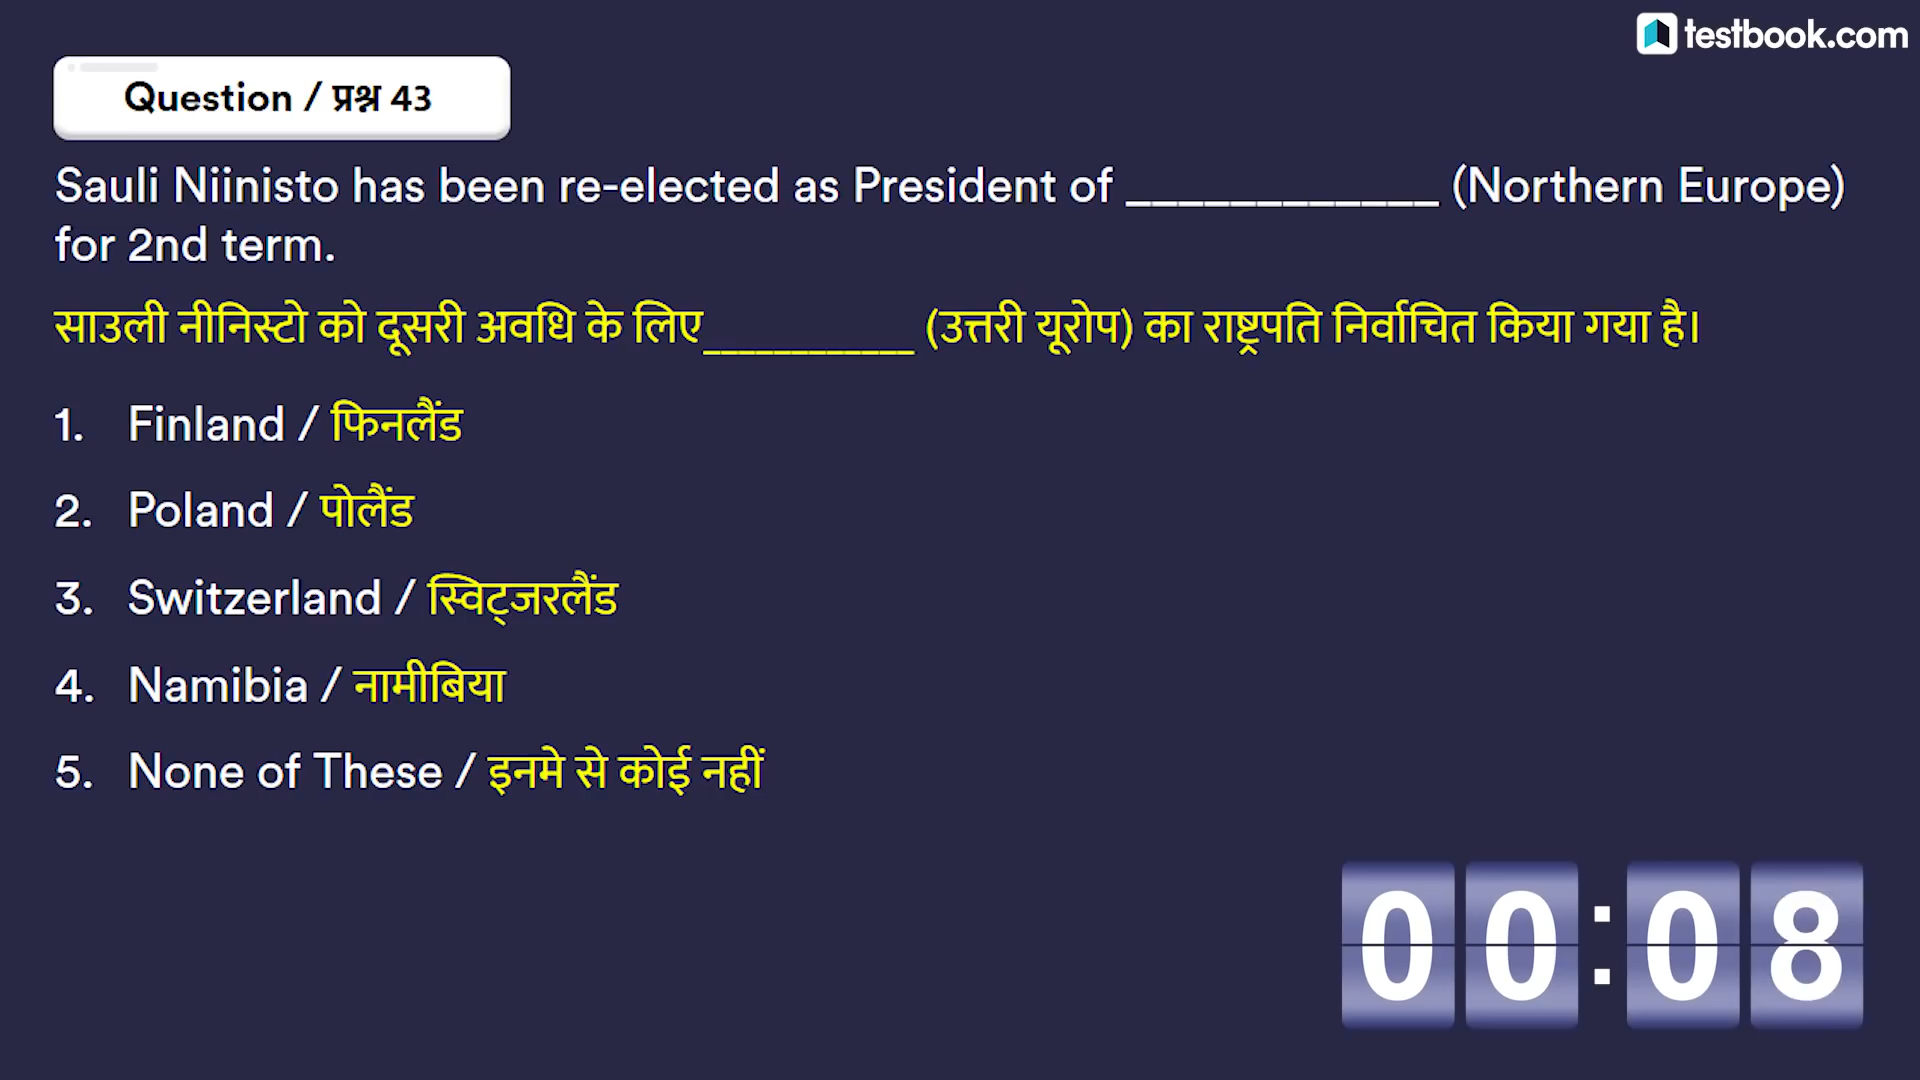 testbook.com
Question / प्रश्न 43
Sauli Niinisto has been re-elected as President of ____________ (Northern Europe)
for 2nd term.
साउली नीनिस्टो को दूसरी अवधि के लिए____________ (उत्तरी यूरोप) का राष्ट्रपति निर्वाचित किया गया है।
1. Finland / फिनलैंड
2. Poland / पोलैंड
3. Switzerland / स्विट्जरलैंड
4. Namibia / नामीबिया
5. None of These / इनमे से कोई नहीं
00:08